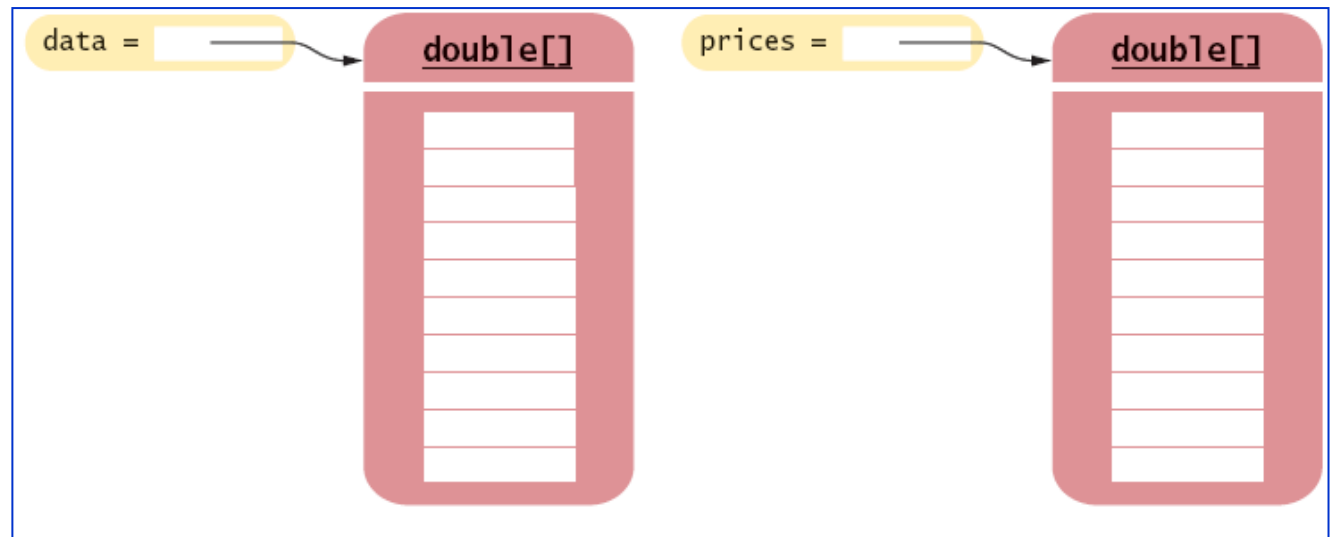 data =
double[]
prices =
double[]